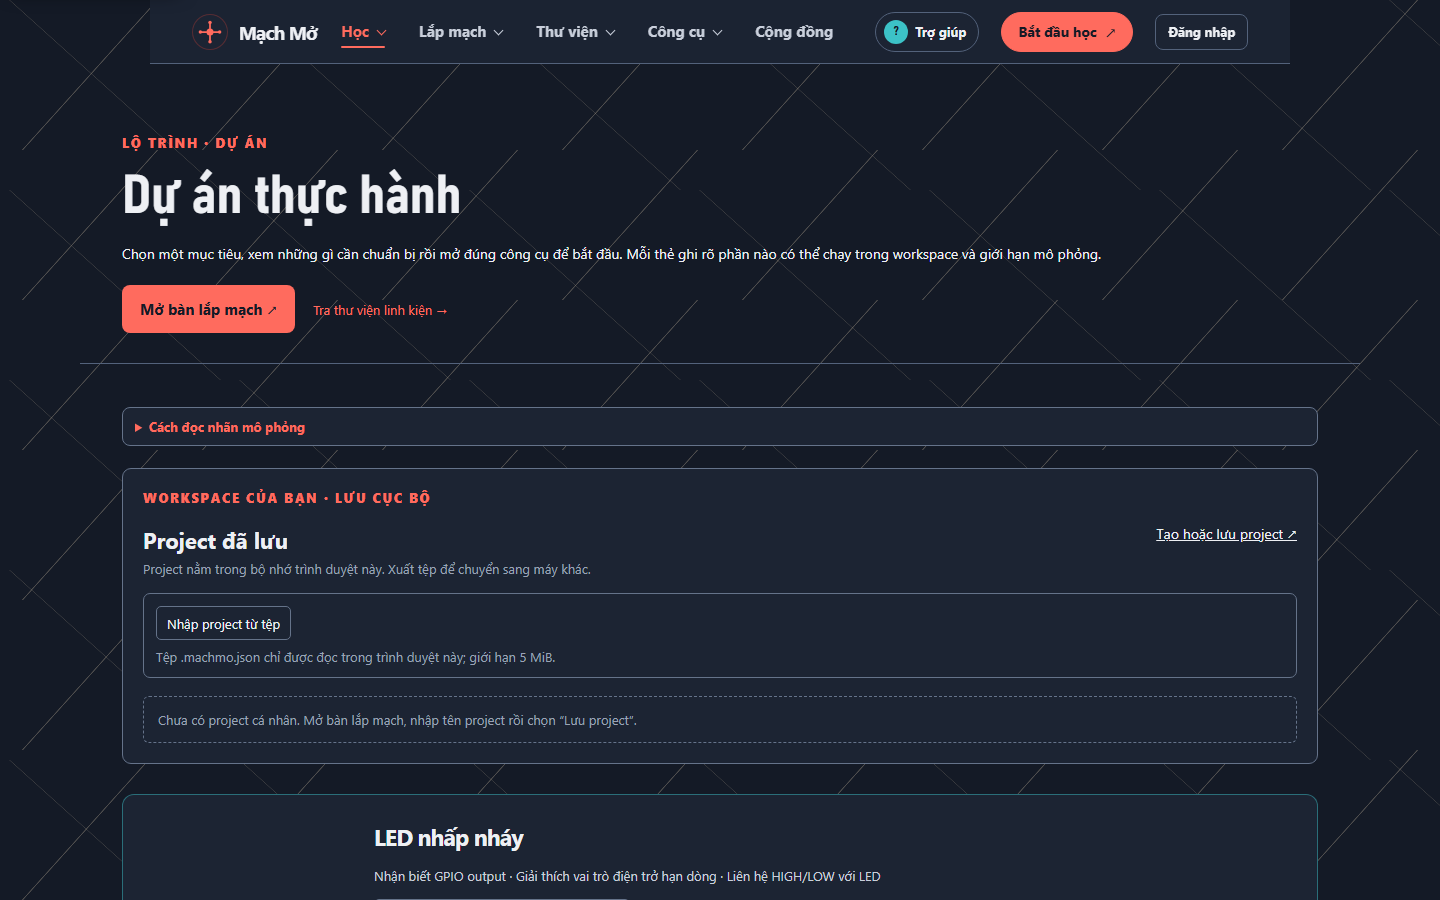 Mạch Mở
Học
Lắp mạch
Thư viện
Công cụ
Cộng đồng
? Trợ giúp
Bắt đầu học ↗
Đăng nhập
LỘ TRÌNH • DỰ ÁN
Dự án thực hành
Chọn một mục tiêu, xem những gì cần chuẩn bị rồi mở đúng công cụ để bắt đầu. Mỗi thẻ ghi rõ phần nào có thể chạy trong workspace và giới hạn mô phỏng.
Mở bàn lắp mạch ↗
Tra thư viện linh kiện →
▶ Cách đọc nhãn mô phỏng
WORKSPACE CỦA BẠN · LƯU CỤC BỘ
Project đã lưu
Tạo hoặc lưu project ↗
Project nằm trong bộ nhớ trình duyệt này. Xuất tệp để chuyển sang máy khác.
Nhập project từ tệp
Tệp .machmo.json chỉ được đọc trong trình duyệt này; giới hạn 5 MiB.
Chưa có project cá nhân. Mở bàn lắp mạch, nhập tên project rồi chọn “Lưu project”.
LED nhấp nháy
Nhận biết GPIO output · Giải thích vai trò điện trở hạn dòng · Liên hệ HIGH/LOW với LED